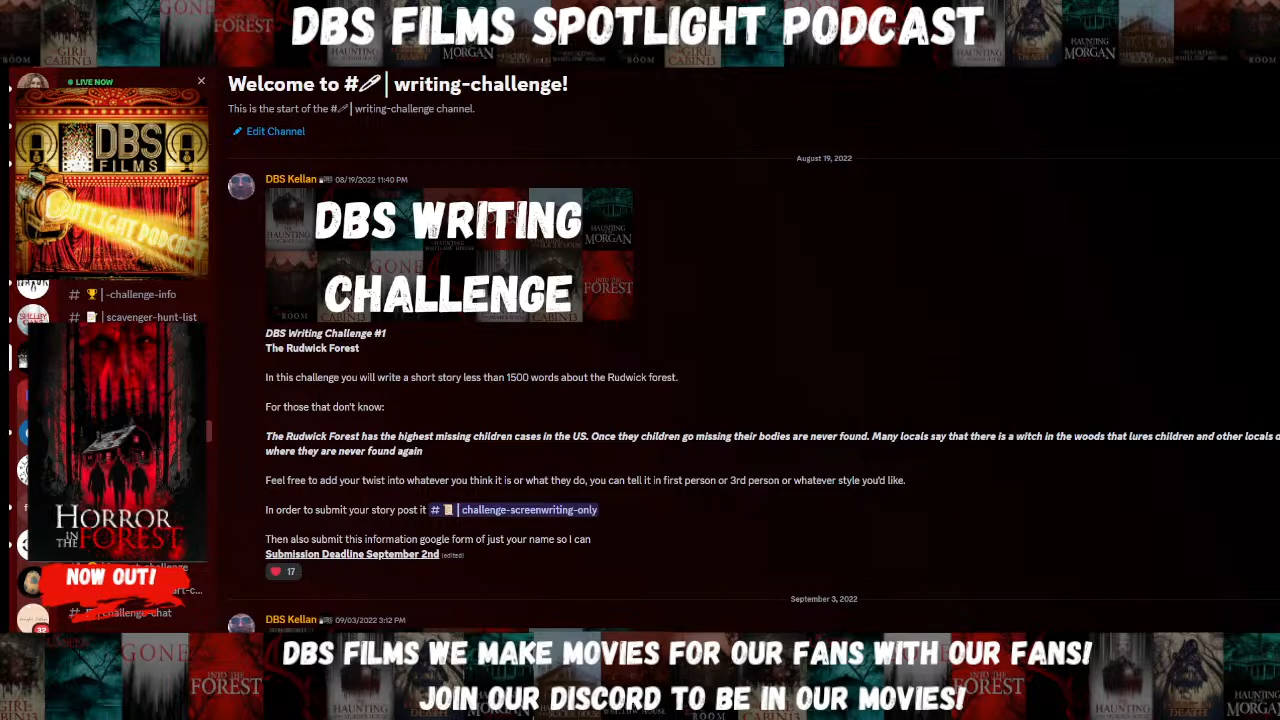 DBS FILMS SPOTLIGHT PODCAST
LIVE NOW
DBS
FILMS
SPOTLIGHT PODCAST
# | -challenge-info
# | scavenger-hunt-list
HORROR
IN THE FOREST
NOW OUT!
# | challenge-chat
32
Welcome to # | writing-challenge!
This is the start of the # | writing-challenge channel.
Edit Channel
August 19, 2022
DBS Kellan 08/19/2022 11:40 PM
DBS WRITING
CHALLENGE
DBS Writing Challenge #1
The Rudwick Forest
In this challenge you will write a short story less than 1500 words about the Rudwick forest.
For those that don't know:
The Rudwick Forest has the highest missing children cases in the US. Once they children go missing their bodies are never found. Many locals say that there is a witch in the woods that lures children and other locals
where they are never found again
Feel free to add your twist into whatever you think it is or what they do, you can tell it in first person or 3rd person or whatever style you'd like.
In order to submit your story post it # | challenge-screenwriting-only
Then also submit this information google form of just your name so I can
Submission Deadline September 2nd (edited)
17
September 3, 2022
DBS Kellan 09/03/2022 3:12 PM
DBS FILMS WE MAKE MOVIES FOR OUR FANS WITH OUR FANS!
JOIN OUR DISCORD TO BE IN OUR MOVIES!